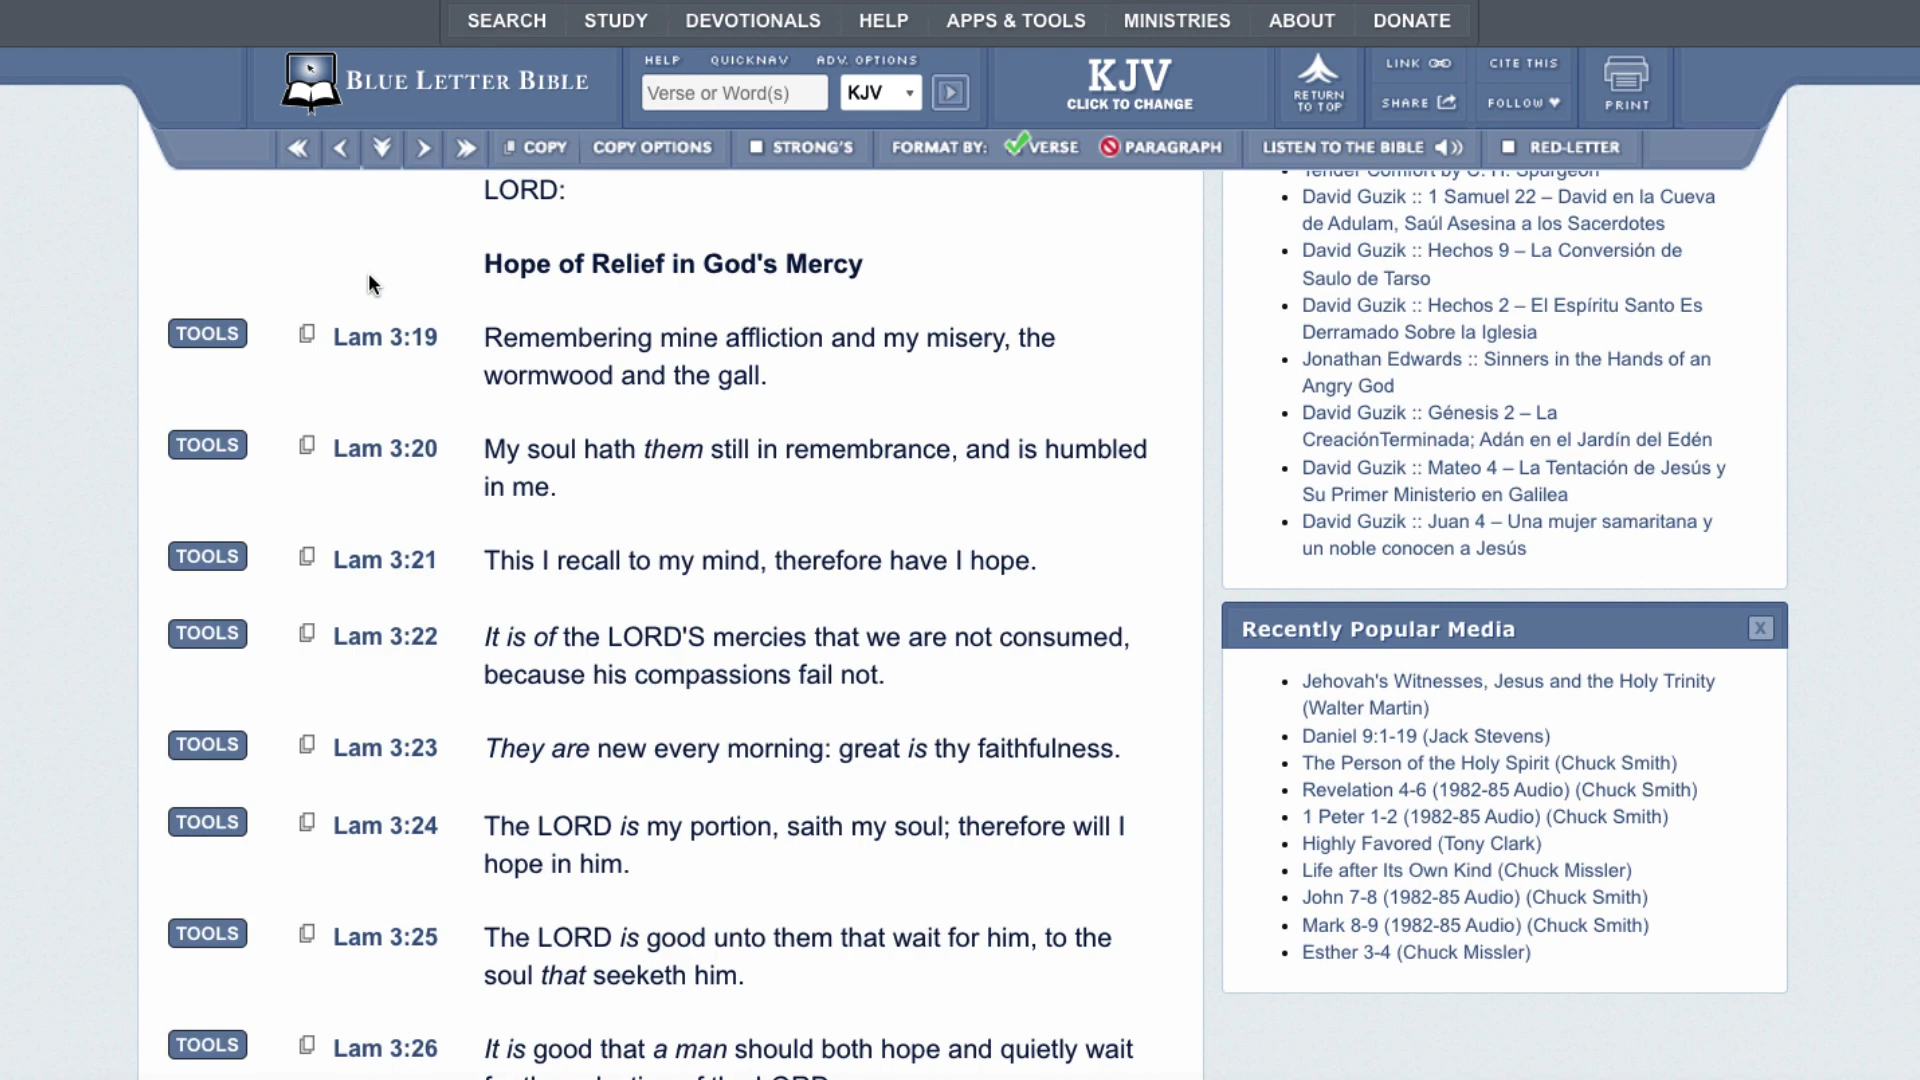 SEARCH STUDY DEVOTIONALS HELP APPS & TOOLS MINISTRIES ABOUT DONATE
BLUE LETTER BIBLE
HELP QUICKNAV ADV. OPTIONS
Verse or Word(s) KJV
KJV
CLICK TO CHANGE
RETURN
TO TOP
LINK
SHARE
CITE THIS
FOLLOW
PRINT
COPY COPY OPTIONS STRONG'S FORMAT BY: VERSE PARAGRAPH LISTEN TO THE BIBLE RED-LETTER
LORD:
Hope of Relief in God's Mercy
TOOLS Lam 3:19 Remembering mine affliction and my misery, the
wormwood and the gall.
TOOLS Lam 3:20 My soul hath them still in remembrance, and is humbled
in me.
TOOLS Lam 3:21 This I recall to my mind, therefore have I hope.
TOOLS Lam 3:22 It is of the LORD'S mercies that we are not consumed,
because his compassions fail not.
TOOLS Lam 3:23 They are new every morning: great is thy faithfulness.
TOOLS Lam 3:24 The LORD is my portion, saith my soul; therefore will I
hope in him.
TOOLS Lam 3:25 The LORD is good unto them that wait for him, to the
soul that seeketh him.
TOOLS Lam 3:26 It is good that a man should both hope and quietly wait
Tender Comfort by C. H. Spurgeon
David Guzik :: 1 Samuel 22 – David en la Cueva
de Adulam, Saúl Asesina a los Sacerdotes
David Guzik :: Hechos 9 – La Conversión de
Saulo de Tarso
David Guzik :: Hechos 2 – El Espíritu Santo Es
Derramado Sobre la Iglesia
Jonathan Edwards :: Sinners in the Hands of an
Angry God
David Guzik :: Génesis 2 – La
CreaciónTerminada; Adán en el Jardín del Edén
David Guzik :: Mateo 4 – La Tentación de Jesús y
Su Primer Ministerio en Galilea
David Guzik :: Juan 4 – Una mujer samaritana y
un noble conocen a Jesús
Recently Popular Media X
Jehovah's Witnesses, Jesus and the Holy Trinity
(Walter Martin)
Daniel 9:1-19 (Jack Stevens)
The Person of the Holy Spirit (Chuck Smith)
Revelation 4-6 (1982-85 Audio) (Chuck Smith)
1 Peter 1-2 (1982-85 Audio) (Chuck Smith)
Highly Favored (Tony Clark)
Life after Its Own Kind (Chuck Missler)
John 7-8 (1982-85 Audio) (Chuck Smith)
Mark 8-9 (1982-85 Audio) (Chuck Smith)
Esther 3-4 (Chuck Missler)